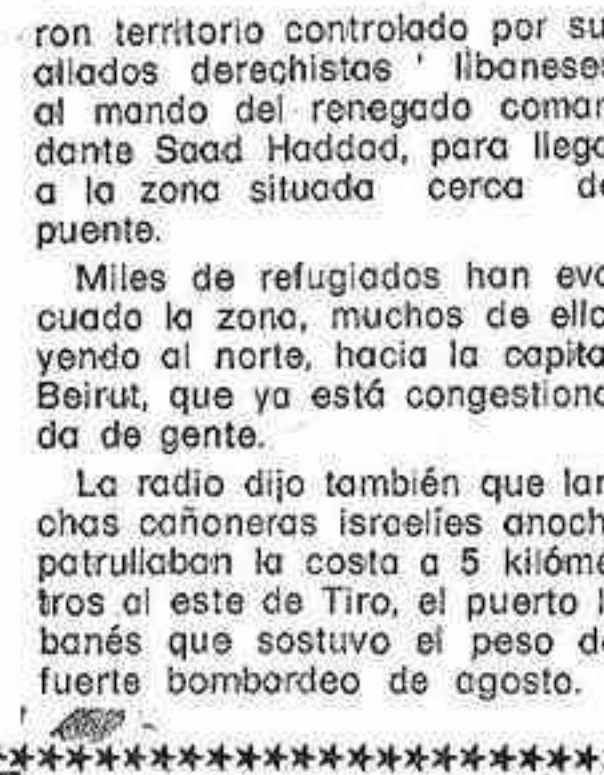 ron territorio controlado por su
aliados derechistas ' libanese
al mando del renegado coman
dante Saad Haddad, para llega
a la zona situada cerca de
puente.
Miles de refugiados han eva
cuado la zona, muchos de ello
yendo al norte, hacia la capita
Beirut, que ya está congestiona
da de gente.
La radio dijo también que lan
chas cañoneras israelíes anoch
patrullaban la costa a 5 kilóme
tros al este de Tiro, el puerto l
banés que sostuvo el peso de
fuerte bombardeo de agosto.
*********************